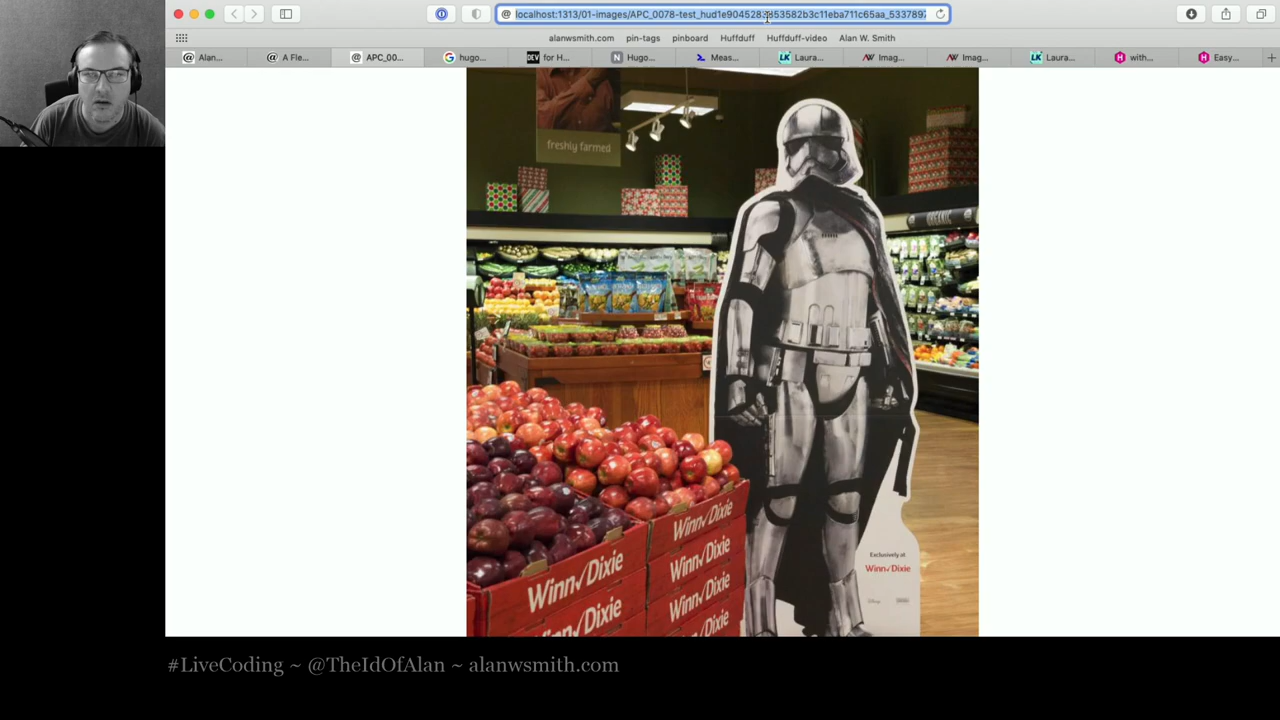 localhost:1313/01-images/APC_0078-test_hud1e904528
alanwsmith.com pin-tags pinboard Huffduff Huffduff-video Alan W. Smith
Alan... A Fle... APC_00... hugo... for H... Hugo... Meas... Laura... Imag... Imag... Laura... with... Easy...
freshly farmed
ORGANIC
Winn Dixie
Winn Dixie
Winn Dixie
Winn Dixie
Winn Dixie
Winn Dixie
Exclusively at
Winn Dixie
#LiveCoding ~ @TheIdOfAlan ~ alanwsmith.com